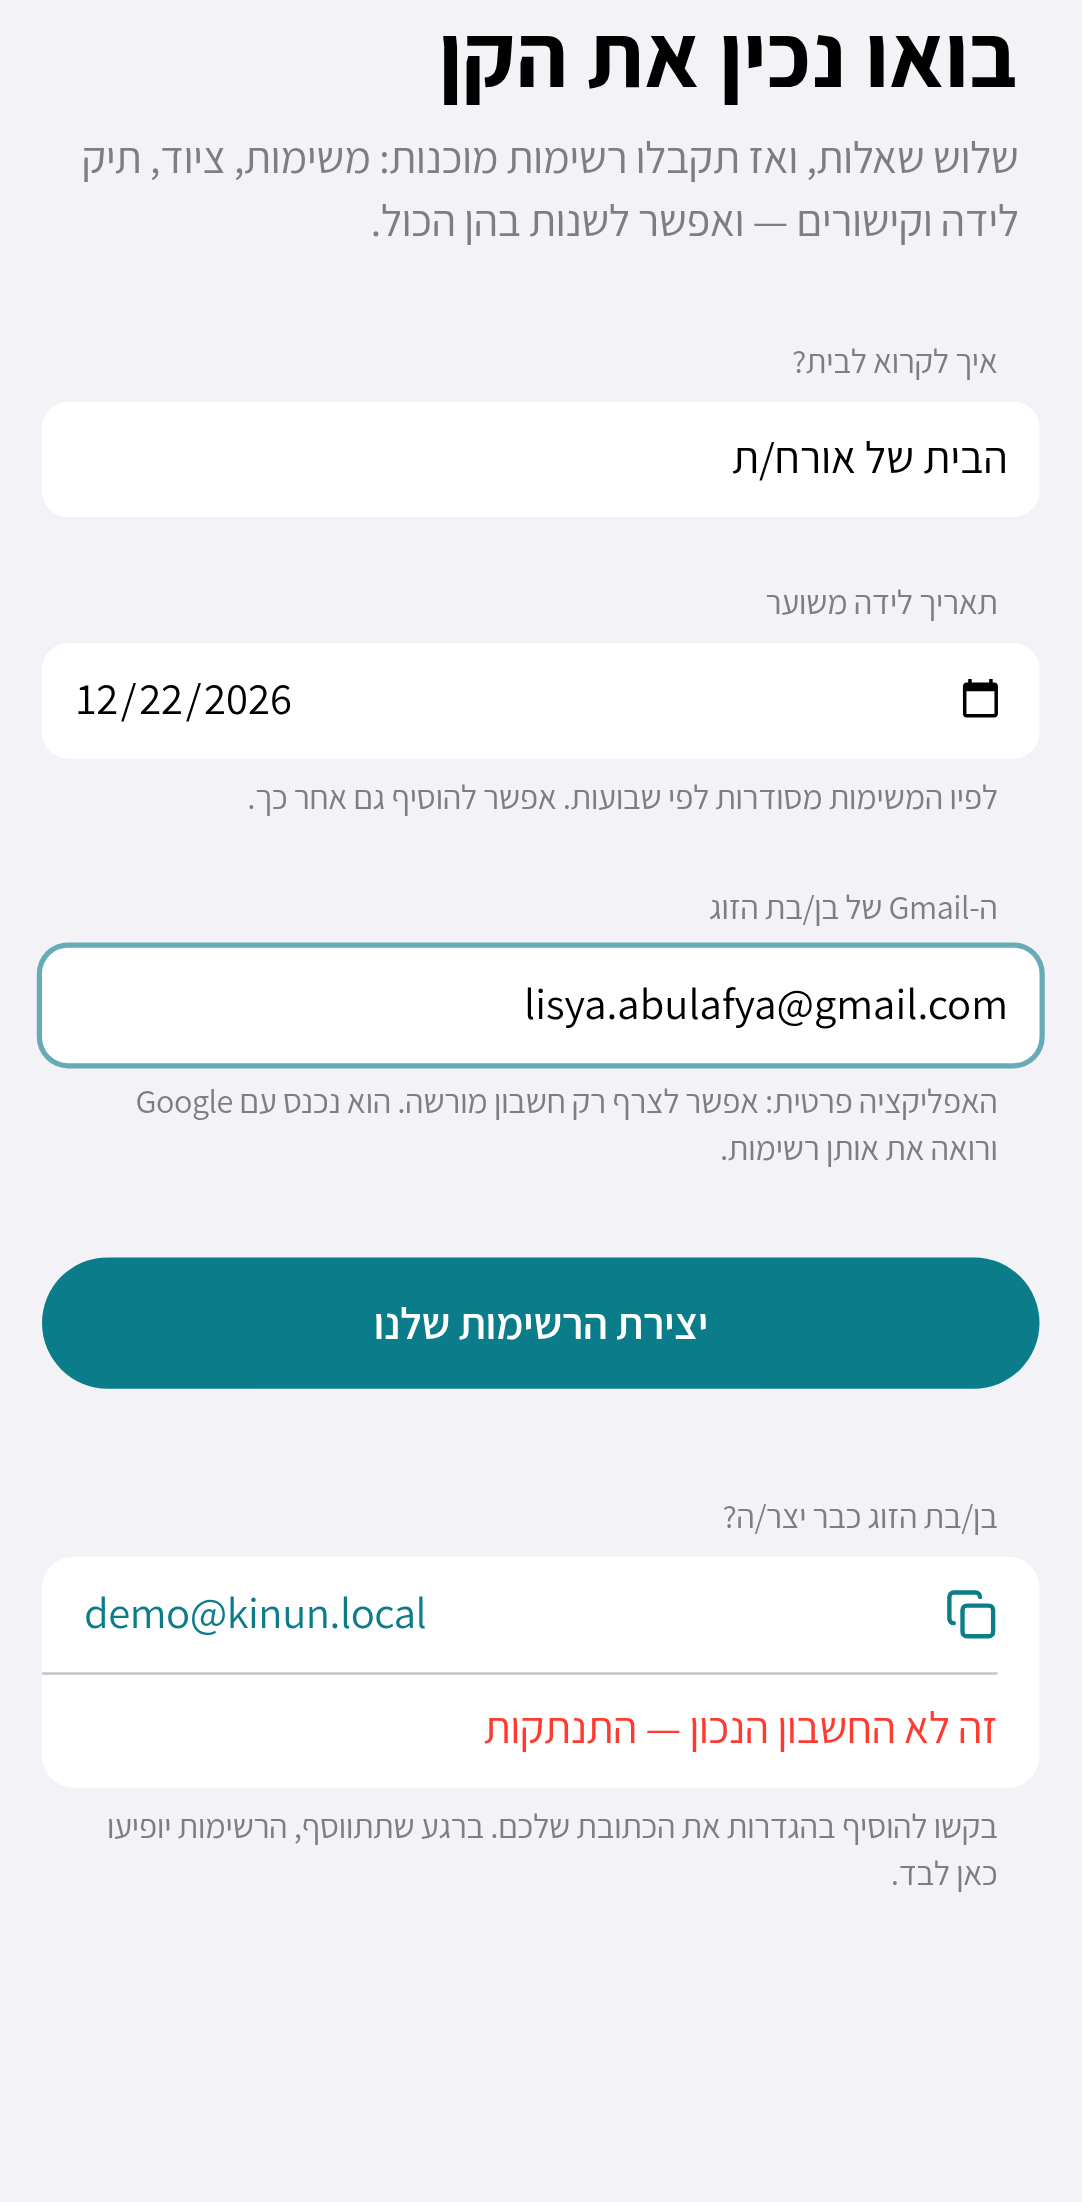 בואו נכין את הקן
שלוש שאלות, ואז תקבלו רשימות מוכנות: משימות, ציוד, תיק
לידה וקישורים — ואפשר לשנות בהן הכול.
איך לקרוא לבית?
הבית של אורח/ת
תאריך לידה משוער
12/22/2026
לפיו המשימות מסודרות לפי שבועות. אפשר להוסיף גם אחר כך.
ה-Gmail של בן/בת הזוג
lisya.abulafya@gmail.com
האפליקציה פרטית: אפשר לצרף רק חשבון מורשה. הוא נכנס עם Google
ורואה את אותן רשימות.
יצירת הרשימות שלנו
בן/בת הזוג כבר יצר/ה?
demo@kinun.local
זה לא החשבון הנכון — התנתקות
בקשו להוסיף בהגדרות את הכתובת שלכם. ברגע שתתווסף, הרשימות יופיעו
כאן לבד.